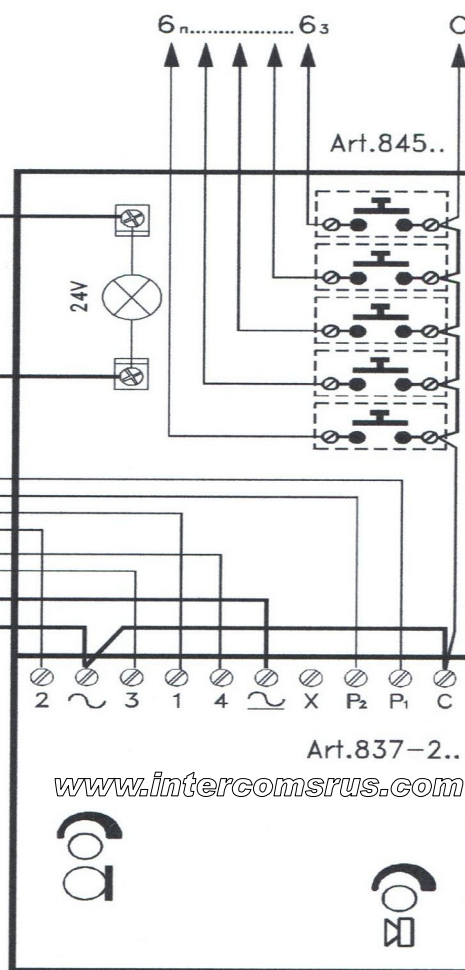 6n.................... 63 C
Art.845..
24V
2 ~ 3 1 4 ≃ X P2 P1 C
Art.837-2..
www.intercomsrus.com